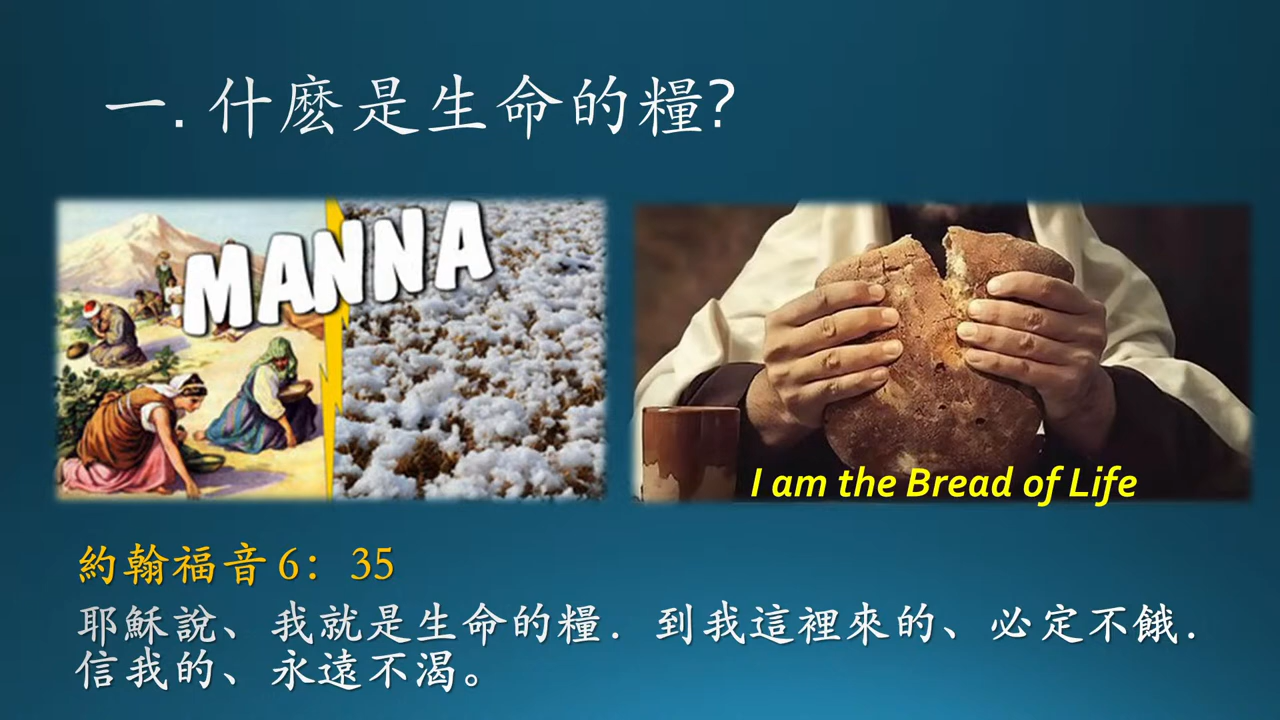 一. 什麽是生命的糧?
MANNA
I am the Bread of Life
約翰福音 6： 35
耶穌說、我就是生命的糧．到我這裡來的、必定不餓．
信我的、永遠不渴。